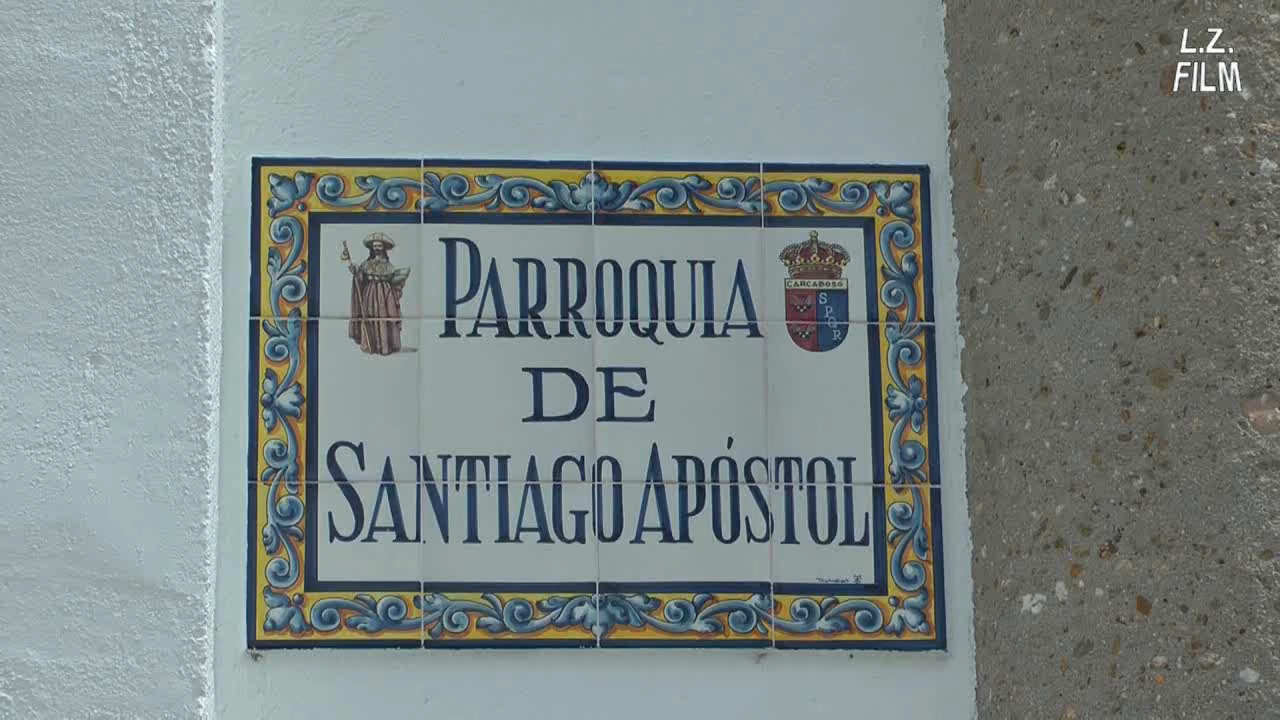 L.Z.
FILM
PARROQUIA
DE
SANTIAGO APÓSTOL
CARCABOSO
SPQR